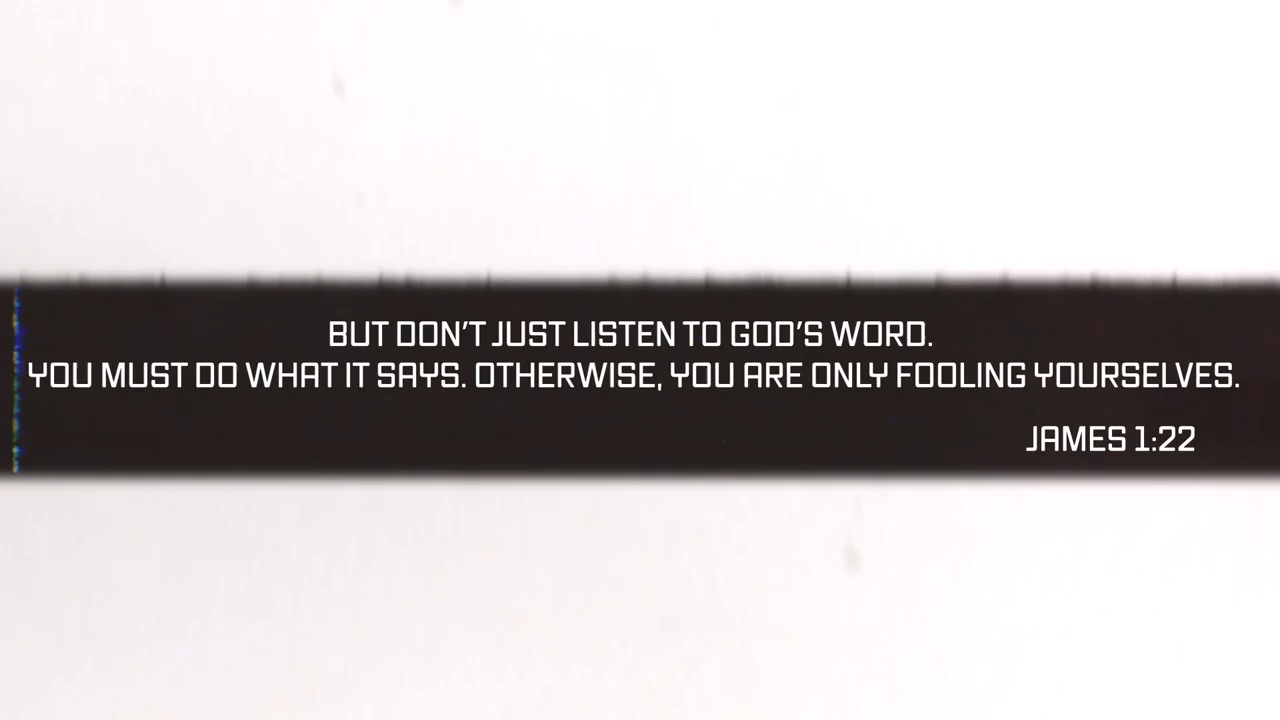 BUT DON'T JUST LISTEN TO GOD'S WORD.
YOU MUST DO WHAT IT SAYS. OTHERWISE, YOU ARE ONLY FOOLING YOURSELVES.
JAMES 1:22